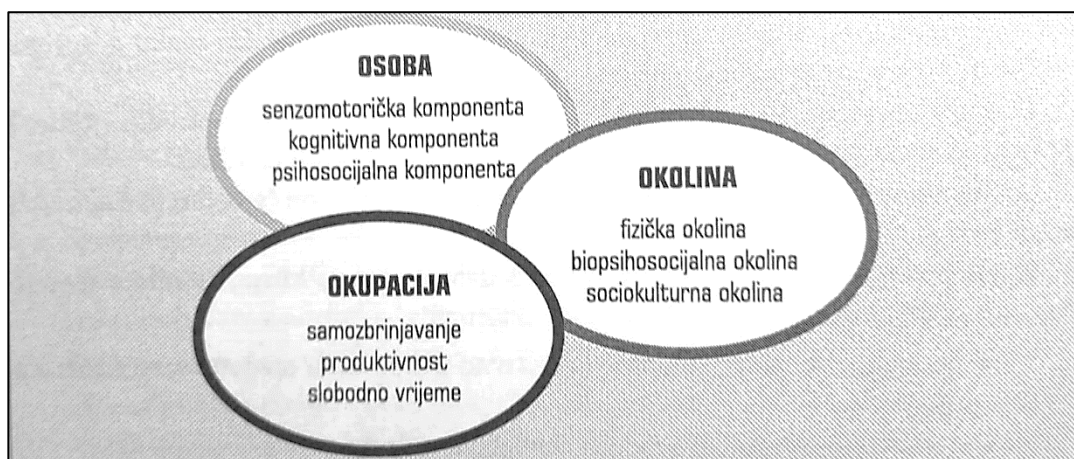 OSOBA
senzomotorička komponenta
kognitivna komponenta
psihosocijalna komponenta
OKOLINA
fizička okolina
biopsihosocijalna okolina
sociokulturna okolina
OKUPACIJA
samozbrinjavanje
produktivnost
slobodno vrijeme